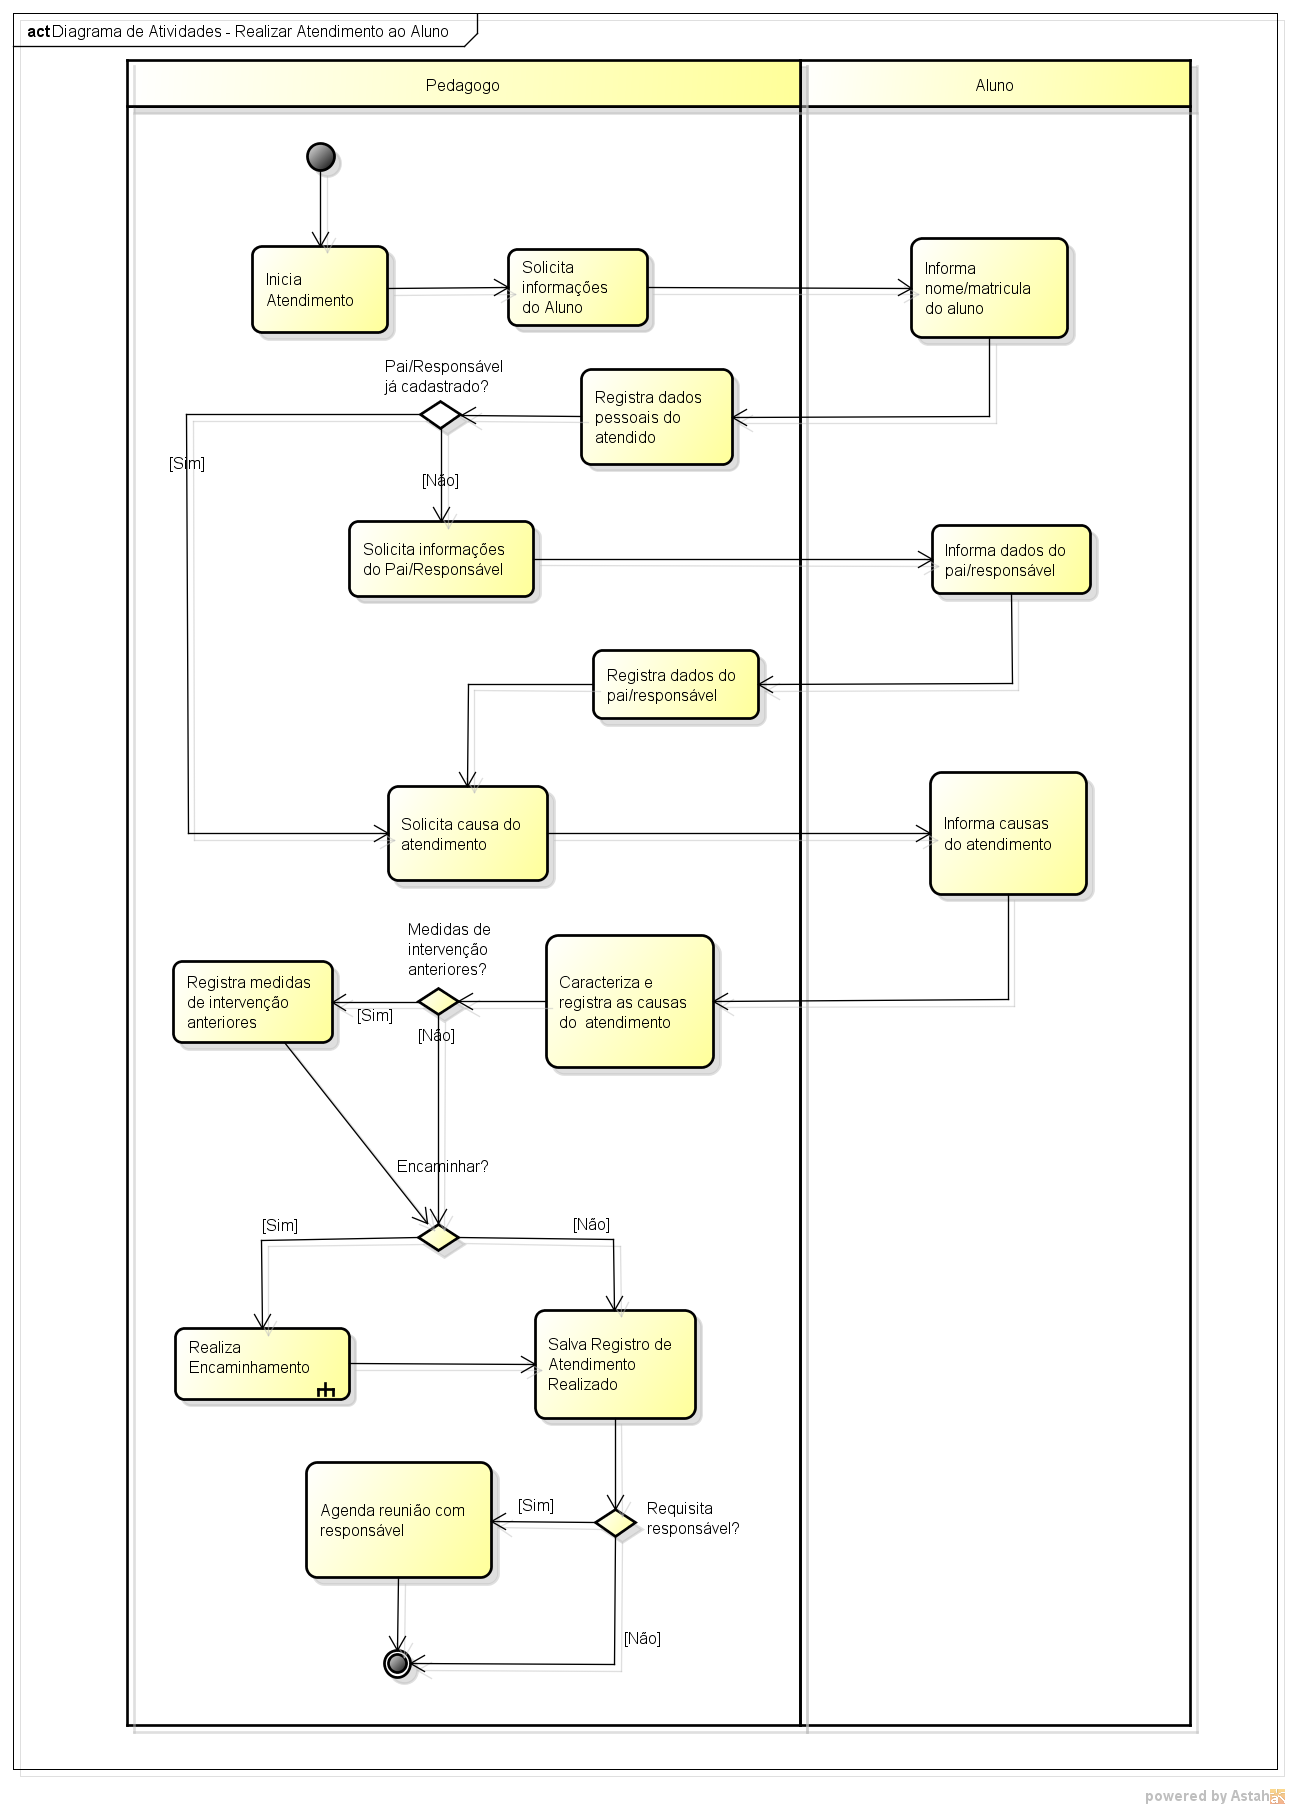 act Diagrama de Atividades - Realizar Atendimento ao Aluno
Pedagogo
Aluno
Inicia
Atendimento
Solicita
informações
do Aluno
Informa
nome/matricula
do aluno
Pai/Responsável
já cadastrado?
Registra dados
pessoais do
atendido
[Sim]
[Não]
Solicita informações
do Pai/Responsável
Informa dados do
pai/responsável
Registra dados do
pai/responsável
Solicita causa do
atendimento
Informa causas
do atendimento
Medidas de
intervenção
anteriores?
Caracteriza e
registra as causas
do  atendimento
Registra medidas
de intervenção
anteriores
[Sim]
[Não]
Encaminhar?
[Sim]
[Não]
Realiza
Encaminhamento
Salva Registro de
Atendimento
Realizado
Agenda reunião com
responsável
[Sim]
Requisita
responsável?
[Não]
powered by Astah